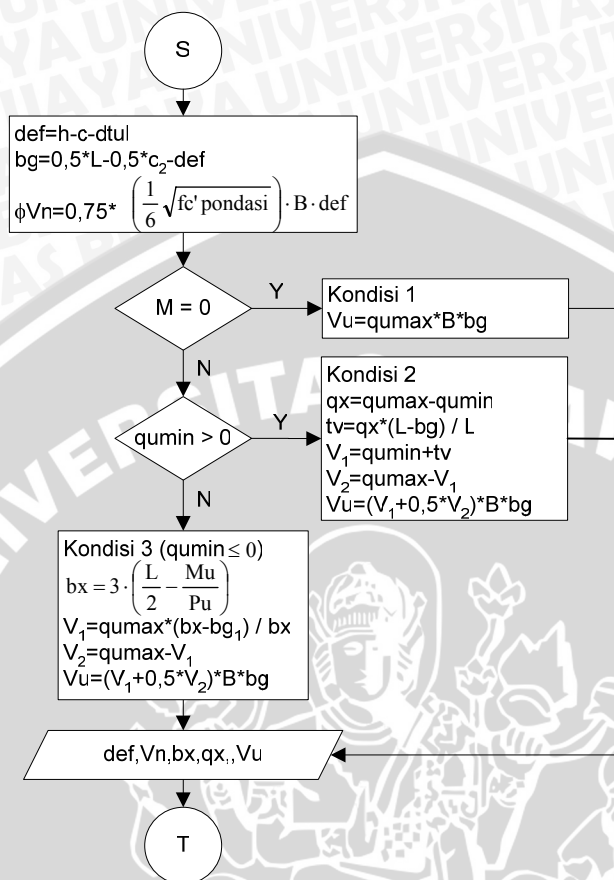 S
def=h-c-dtul
bg=0,5*L-0,5*c₂-def
ϕVn=0,75* (1/6 √fc' pondasi) · B · def
M = 0
Y
Kondisi 1
Vu=qumax*B*bg
N
qumin > 0
Y
Kondisi 2
qx=qumax-qumin
tv=qx*(L-bg) / L
V₁=qumin+tv
V₂=qumax-V₁
Vu=(V₁+0,5*V₂)*B*bg
N
Kondisi 3 (qumin ≤ 0)
bx = 3 · (L/2 − Mu/Pu)
V₁=qumax*(bx-bg₁) / bx
V₂=qumax-V₁
Vu=(V₁+0,5*V₂)*B*bg
def,Vn,bx,qx,,Vu
T